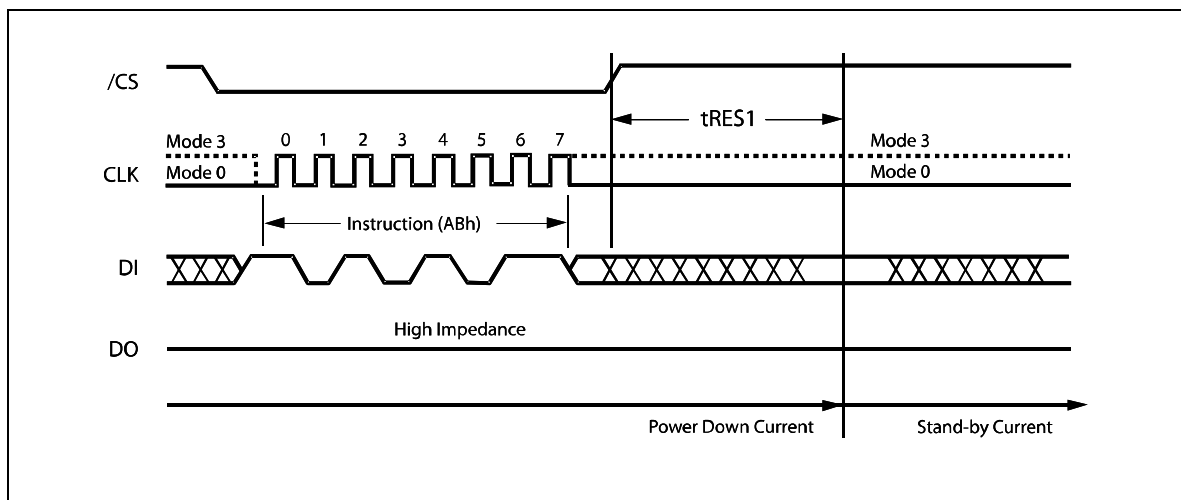 /CS
tRES1
Mode 3 0 1 2 3 4 5 6 7 Mode 3
CLK
Mode 0 Mode 0
Instruction (ABh)
DI
High Impedance
DO
Power Down Current Stand-by Current